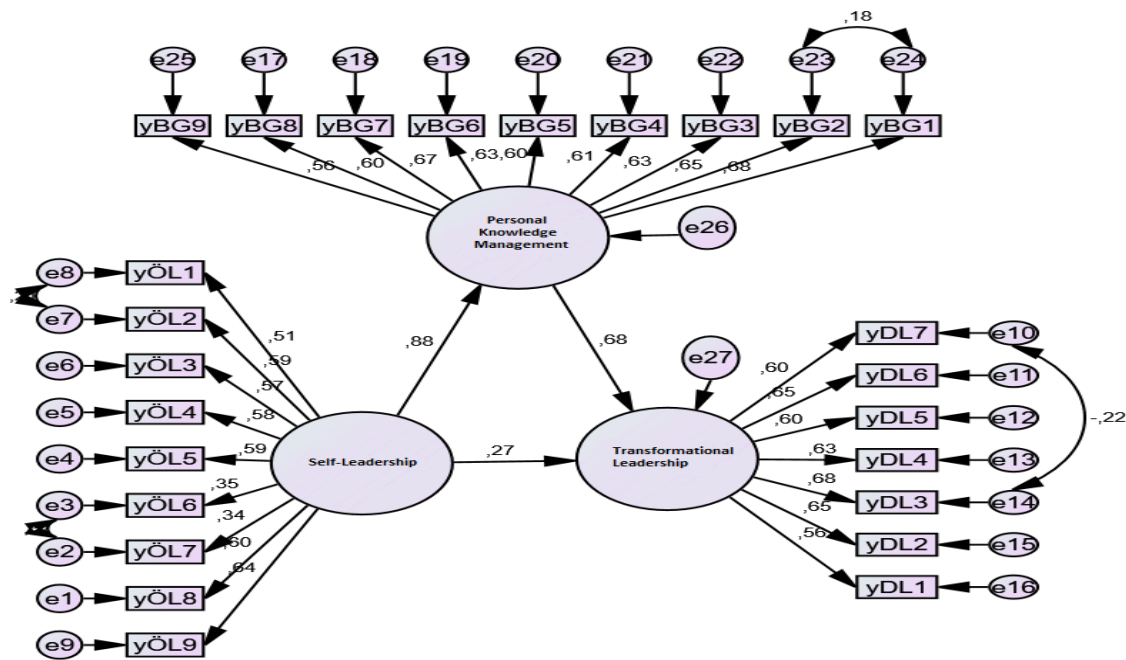 ,18
e25 e17 e18 e19 e20 e21 e22 e23 e24
yBG9 yBG8 yBG7 yBG6 yBG5 yBG4 yBG3 yBG2 yBG1
,56 ,60 ,67 ,63 ,60 ,61 ,63 ,65 ,68
Personal
Knowledge
Management
e26
e8 yÖL1
e7 yÖL2
e6 yÖL3
e5 yÖL4
e4 yÖL5
e3 yÖL6
e2 yÖL7
e1 yÖL8
e9 yÖL9
,51
,59
,57
,58
,59
,35
,34
,60
,64
Self-Leadership
,88
,68
,27
e27
Transformational
Leadership
,60
,65
,60
,63
,68
,65
,56
yDL7 e10
yDL6 e11
yDL5 e12
yDL4 e13
yDL3 e14
yDL2 e15
yDL1 e16
-,22